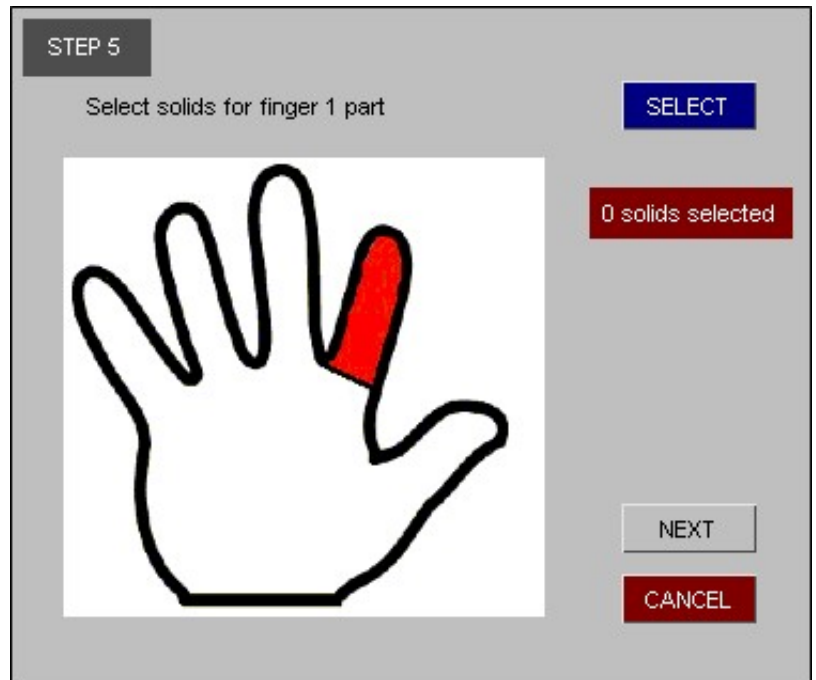 STEP 5
Select solids for finger 1 part
SELECT
0 solids selected
NEXT
CANCEL